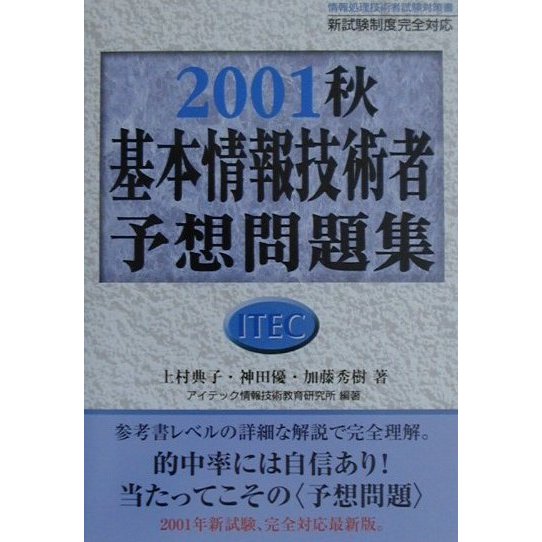 情報処理技術者試験対策書
新試験制度完全対応
2001秋
基本情報技術者
予想問題集
ITEC
上村典子・神田優・加藤秀樹 著
アイテック情報技術教育研究所 編著
参考書レベルの詳細な解説で完全理解。
的中率には自信あり!
当たってこその〈予想問題〉
2001年新試験、完全対応最新版。